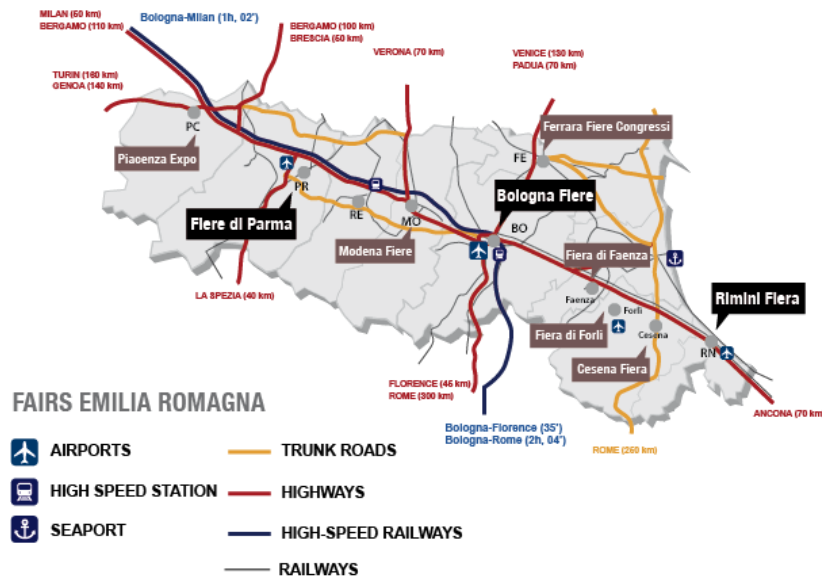 MILAN (60 km)
BERGAMO (110 km)
Bologna-Milan (1h, 02')
BERGAMO (100 km)
BRESCIA (50 km)
VERONA (70 km)
VENICE (130 km)
PADUA (70 km)
TURIN (160 km)
GENOA (140 km)
PC
Piacenza Expo
Ferrara Fiere Congressi
FE
PR
Bologna Fiere
Fiere di Parma
RE
MO
BO
Modena Fiere
Fiera di Faenza
LA SPEZIA (40 km)
Faenza
Rimini Fiera
Forlì
Fiera di Forlì
Cesena
RN
Cesena Fiera
FLORENCE (45 km)
ROME (300 km)
ANCONA (70 km)
Bologna-Florence (35')
Bologna-Rome (2h, 04')
ROME (260 km)
FAIRS EMILIA ROMAGNA
AIRPORTS
TRUNK ROADS
HIGH SPEED STATION
HIGHWAYS
SEAPORT
HIGH-SPEED RAILWAYS
RAILWAYS